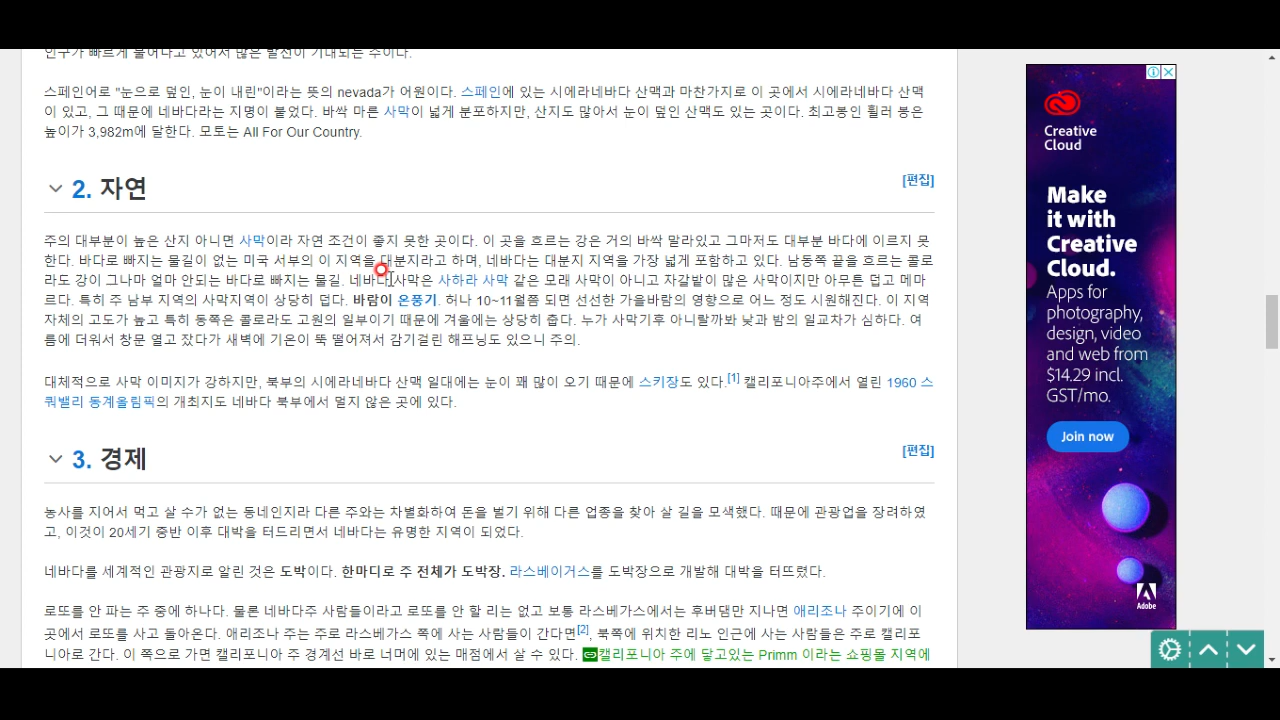 인구가 빠르게 늘어나고 있어서 많은 발전이 기대되는 주이다.
스페인어로 "눈으로 덮인, 눈이 내린"이라는 뜻의 nevada가 어원이다. 스페인에 있는 시에라네바다 산맥과 마찬가지로 이 곳에서 시에라네바다 산맥
이 있고, 그 때문에 네바다라는 지명이 붙었다. 바싹 마른 사막이 넓게 분포하지만, 산지도 많아서 눈이 덮인 산맥도 있는 곳이다. 최고봉인 휠러 봉은
높이가 3,982m에 달한다. 모토는 All For Our Country.
2. 자연
[편집]
주의 대부분이 높은 산지 아니면 사막이라 자연 조건이 좋지 못한 곳이다. 이 곳을 흐르는 강은 거의 바싹 말라있고 그마저도 대부분 바다에 이르지 못
한다. 바다로 빠지는 물길이 없는 미국 서부의 이 지역을 대분지라고 하며, 네바다는 대분지 지역을 가장 넓게 포함하고 있다. 남동쪽 끝을 흐르는 콜로
라도 강이 그나마 얼마 안되는 바다로 빠지는 물길. 네바다 사막은 사하라 사막 같은 모래 사막이 아니고 자갈밭이 많은 사막이지만 아무튼 덥고 메마
르다. 특히 주 남부 지역의 사막지역이 상당히 덥다. 바람이 온풍기. 허나 10~11월쯤 되면 선선한 가을바람의 영향으로 어느 정도 시원해진다. 이 지역
자체의 고도가 높고 특히 동쪽은 콜로라도 고원의 일부이기 때문에 겨울에는 상당히 춥다. 누가 사막기후 아니랄까봐 낮과 밤의 일교차가 심하다. 여
름에 더워서 창문 열고 잤다가 새벽에 기온이 뚝 떨어져서 감기걸린 해프닝도 있으니 주의.
대체적으로 사막 이미지가 강하지만, 북부의 시에라네바다 산맥 일대에는 눈이 꽤 많이 오기 때문에 스키장도 있다.[1] 캘리포니아주에서 열린 1960 스
쿼밸리 동계올림픽의 개최지도 네바다 북부에서 멀지 않은 곳에 있다.
3. 경제
[편집]
농사를 지어서 먹고 살 수가 없는 동네인지라 다른 주와는 차별화하여 돈을 벌기 위해 다른 업종을 찾아 살 길을 모색했다. 때문에 관광업을 장려하였
고, 이것이 20세기 중반 이후 대박을 터드리면서 네바다는 유명한 지역이 되었다.
네바다를 세계적인 관광지로 알린 것은 도박이다. 한마디로 주 전체가 도박장. 라스베이거스를 도박장으로 개발해 대박을 터뜨렸다.
로또를 안 파는 주 중에 하나다. 물론 네바다주 사람들이라고 로또를 안 할 리는 없고 보통 라스베가스에서는 후버댐만 지나면 애리조나 주이기에 이
곳에서 로또를 사고 돌아온다. 애리조나 주는 주로 라스베가스 쪽에 사는 사람들이 간다면[2], 북쪽에 위치한 리노 인근에 사는 사람들은 주로 캘리포
니아로 간다. 이 쪽으로 가면 캘리포니아 주 경계선 바로 너머에 있는 매점에서 살 수 있다. 캘리포니아 주에 닿고있는 Primm 이라는 쇼핑몰 지역에
Creative
Cloud
Make
it with
Creative
Cloud.
Apps for
photography,
design, video
and web from
$14.29 incl.
GST/mo.
Join now
Adobe